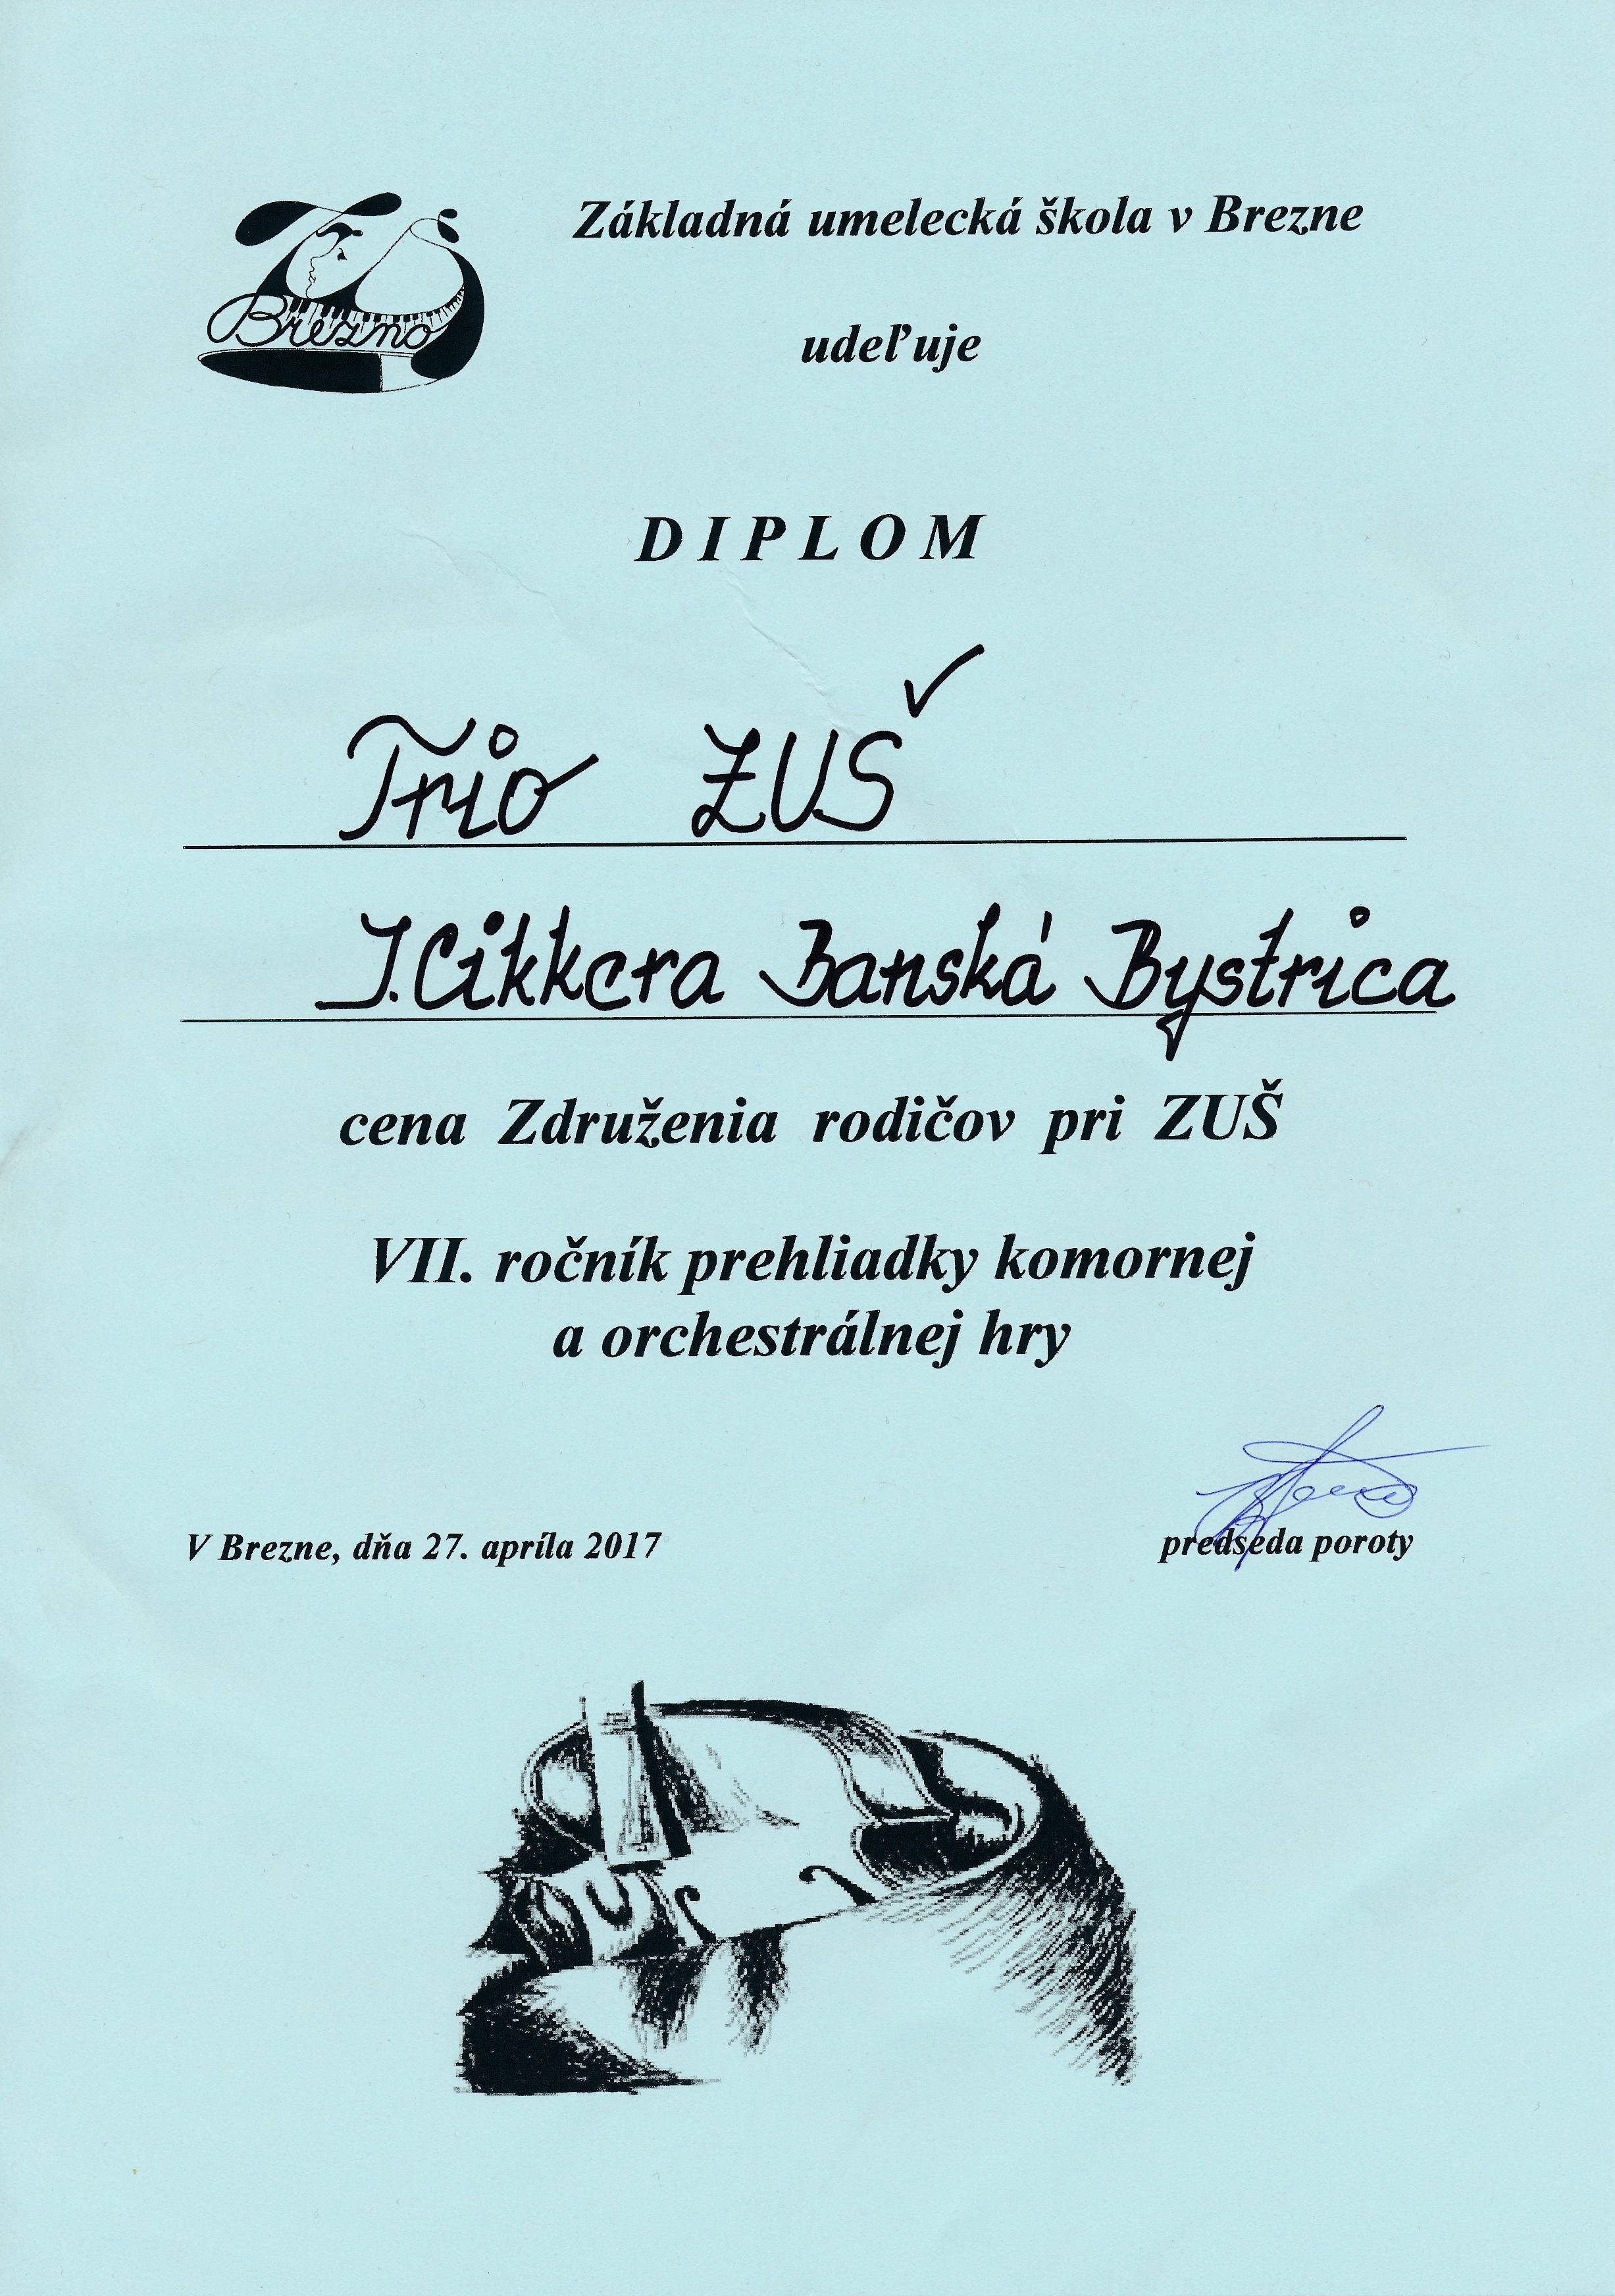 Brezno
Základná umelecká škola v Brezne
udeľuje
DIPLOM
Trio ZUŠ
J. Cikkera Banská Bystrica
cena Združenia rodičov pri ZUŠ
VII. ročník prehliadky komornej
a orchestrálnej hry
V Brezne, dňa 27. apríla 2017
predseda poroty